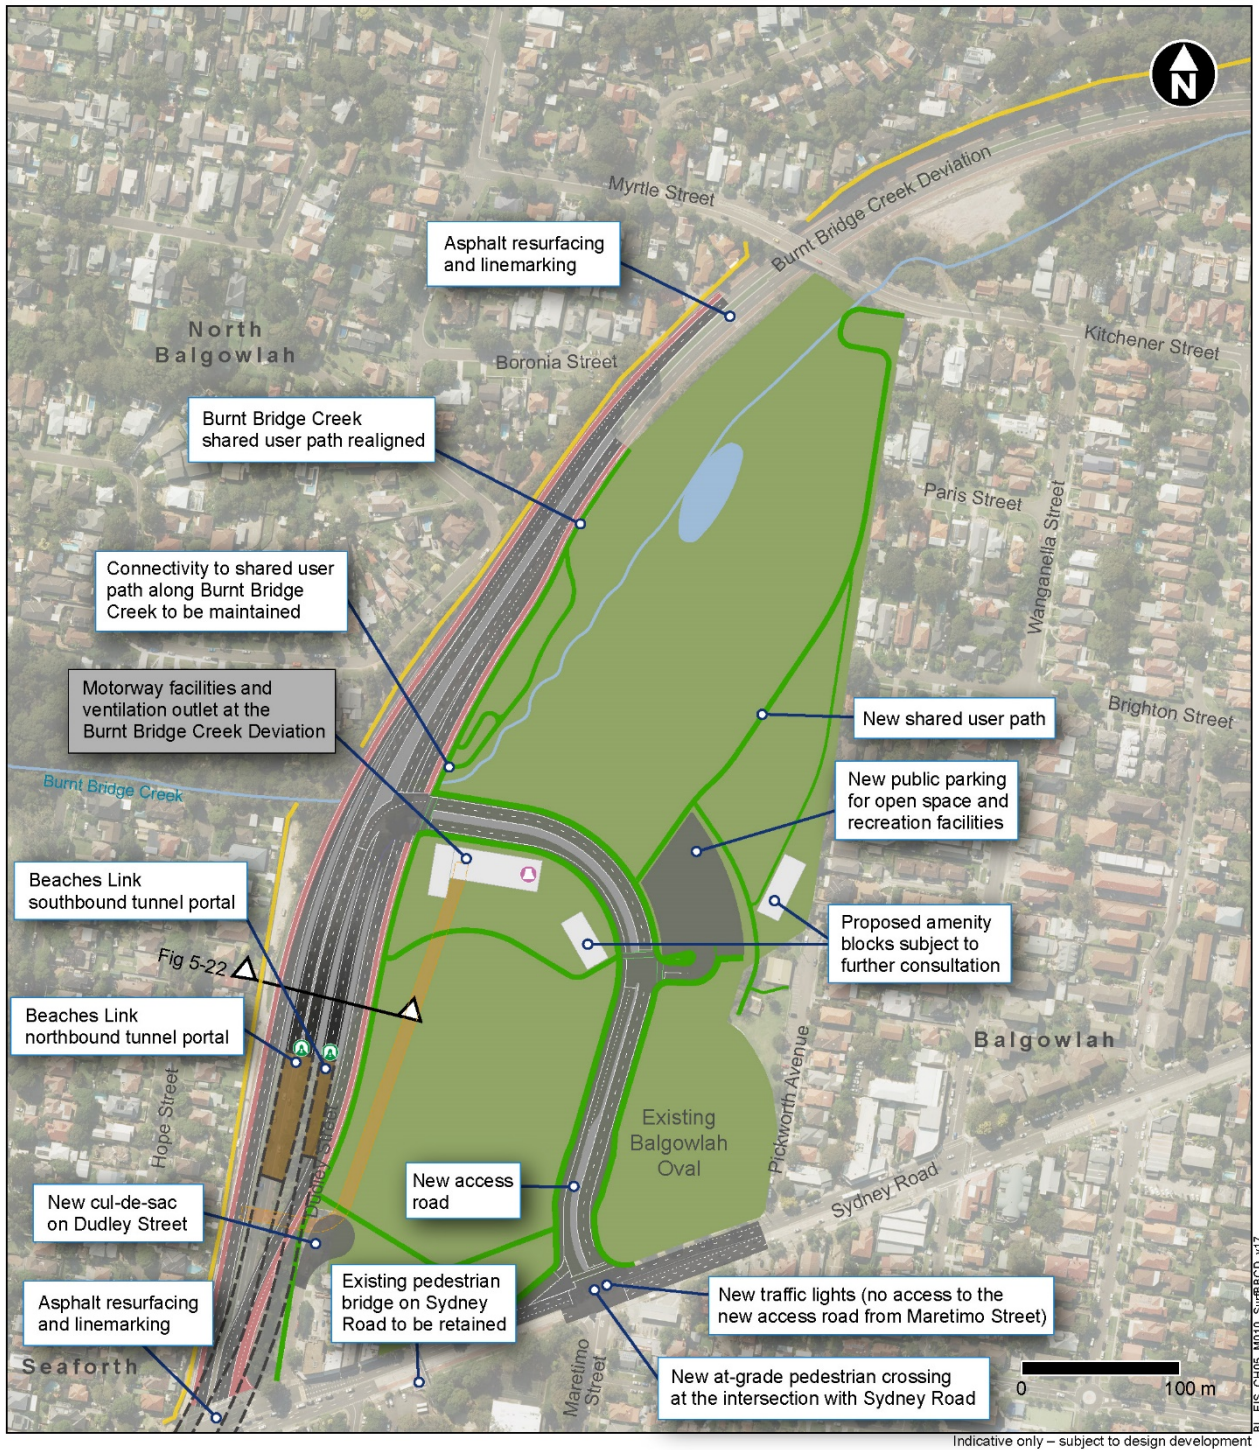 N
Myrtle Street
Burnt Bridge Creek Deviation
Asphalt resurfacing
and linemarking
North
Balgowlah
Boronia Street
Kitchener Street
Burnt Bridge Creek
shared user path realigned
Paris Street
Wanganella Street
Connectivity to shared user
path along Burnt Bridge
Creek to be maintained
Motorway facilities and
ventilation outlet at the
Burnt Bridge Creek Deviation
New shared user path
Brighton Street
Burnt Bridge Creek
New public parking
for open space and
recreation facilities
Beaches Link
southbound tunnel portal
Proposed amenity
blocks subject to
further consultation
Fig 5-22
Beaches Link
northbound tunnel portal
Balgowlah
Hope Street
Dudley Street
Existing
Balgowlah
Oval
Pickworth Avenue
New access
road
Sydney Road
New cul-de-sac
on Dudley Street
Existing pedestrian
bridge on Sydney
Road to be retained
New traffic lights (no access to the
new access road from Maretimo Street)
Asphalt resurfacing
and linemarking
Seaforth
Maretimo
Street
New at-grade pedestrian crossing
at the intersection with Sydney Road
0 100 m
Indicative only – subject to design development